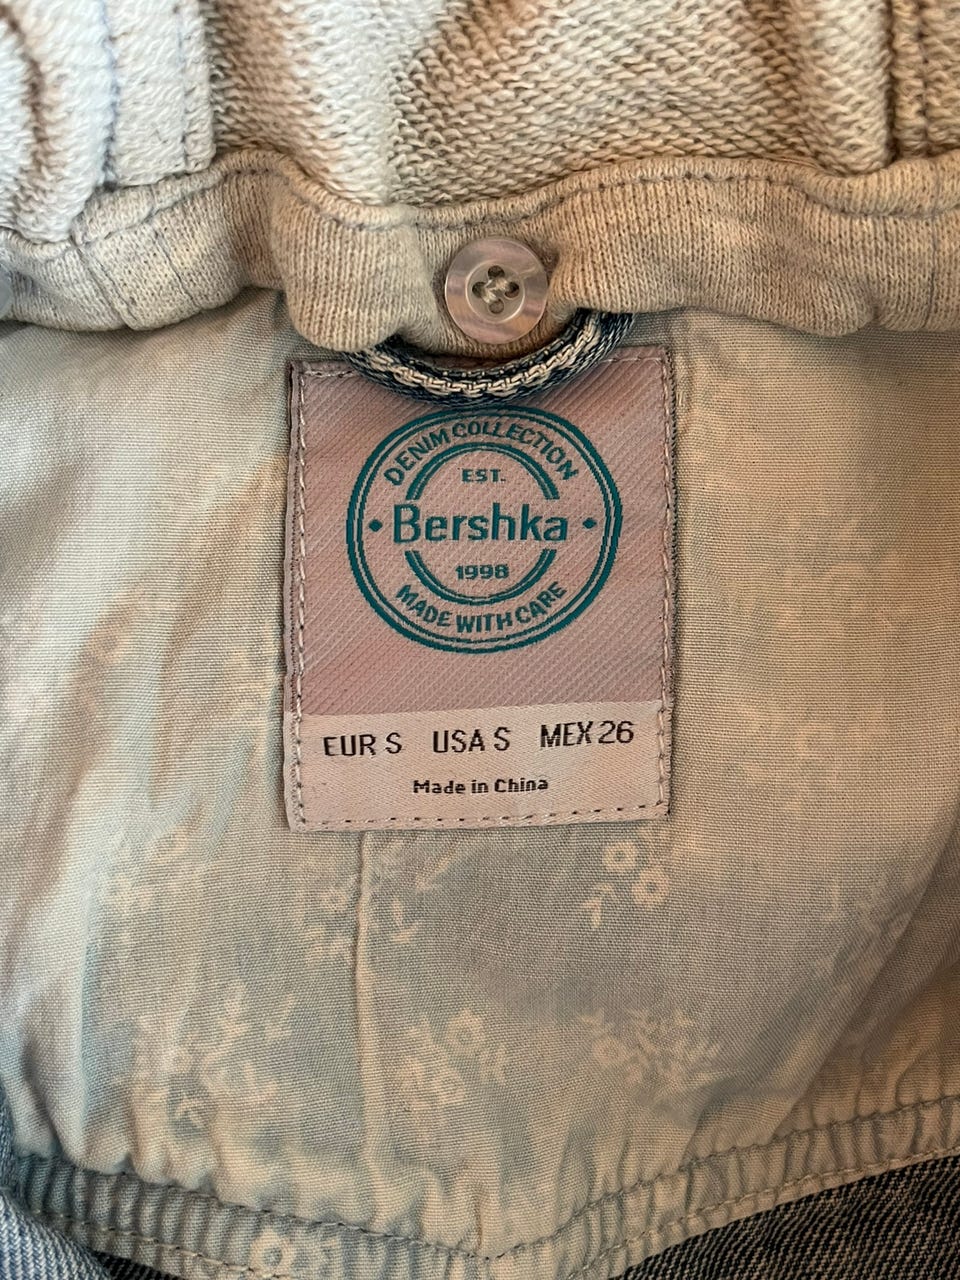 DENIM COLLECTION
EST.
Bershka
1998
MADE WITH CARE
EUR S USA S MEX 26
Made in China